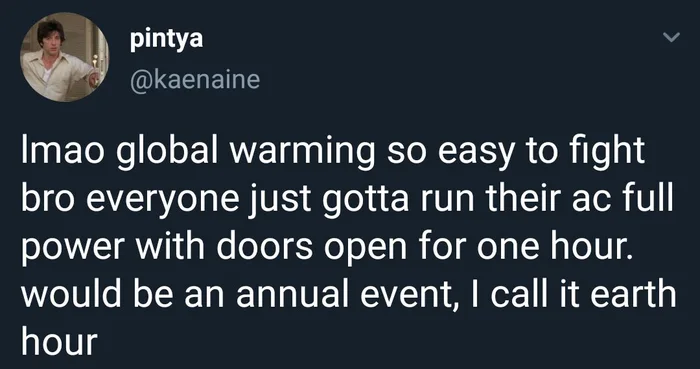 pintya
@kaenaine
lmao global warming so easy to fight
bro everyone just gotta run their ac full
power with doors open for one hour.
would be an annual event, I call it earth
hour